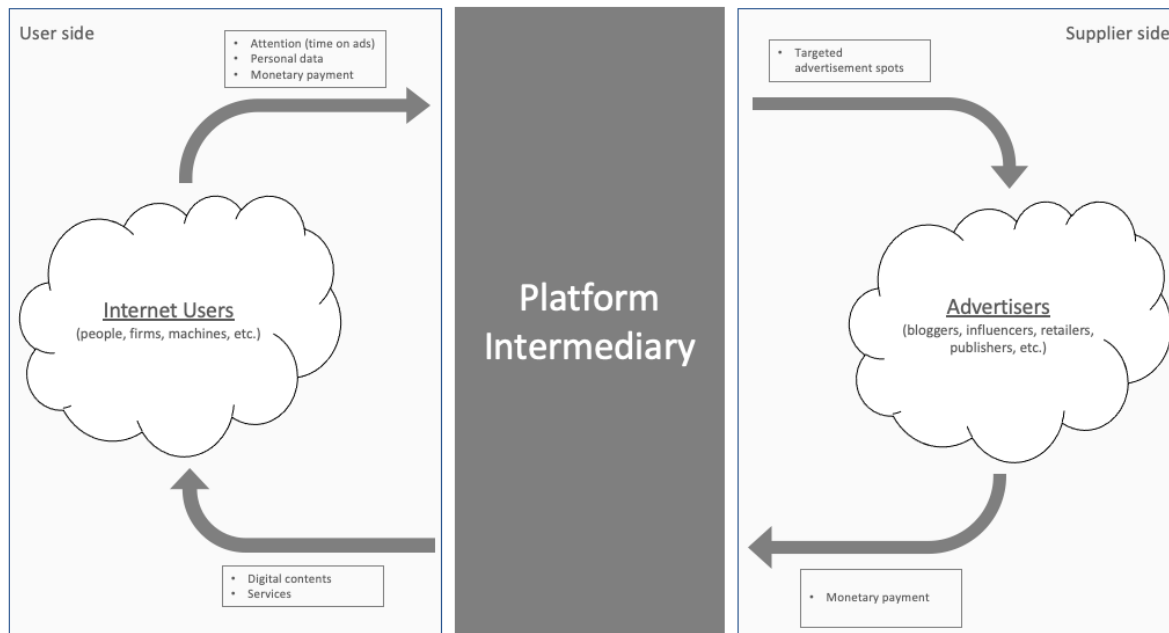 User side
• Attention (time on ads)
• Personal data
• Monetary payment
Internet Users
(people, firms, machines, etc.)
• Digital contents
• Services
Platform
Intermediary
Supplier side
• Targeted
advertisement spots
Advertisers
(bloggers, influencers, retailers,
publishers, etc.)
• Monetary payment